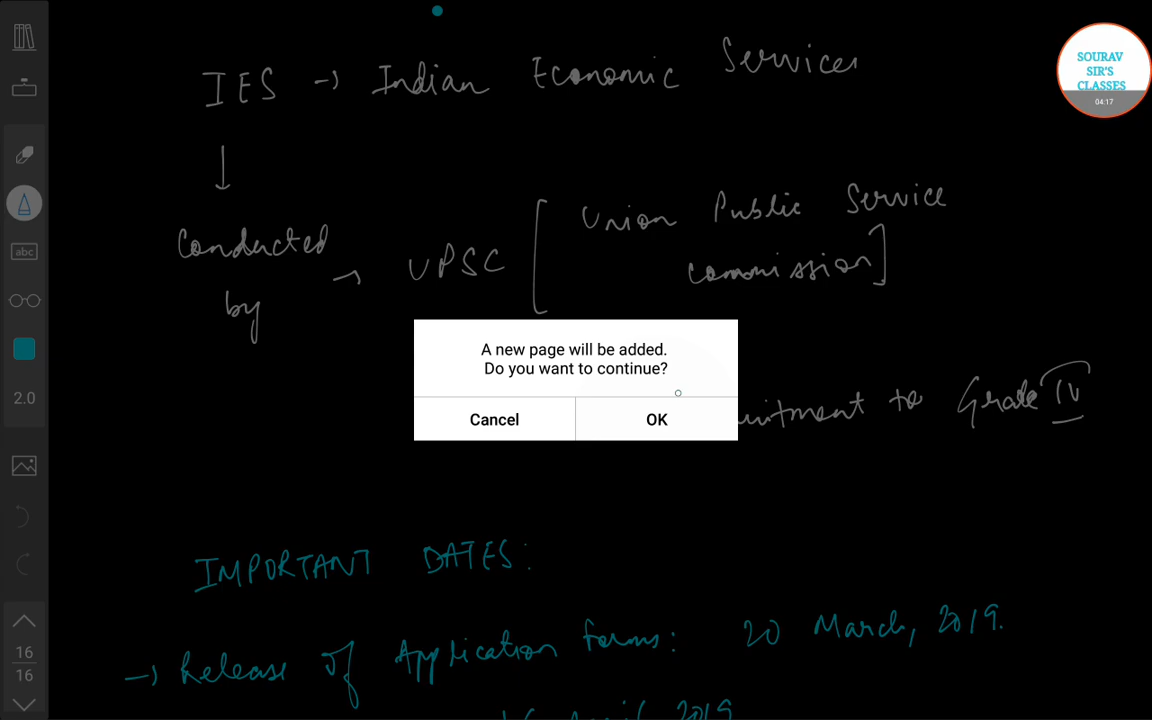 IES → Indian Economic Services
SOURAV
SIR'S
CLASSES
04:17
↓
Conducted
by → UPSC [Union Public Service
Commission]
A new page will be added.
Do you want to continue?
Cancel
OK
to Grade IV
abc
2.0
IMPORTANT DATES:
→ Release of Application forms: 20 March, 2019.
16
16
April 2019